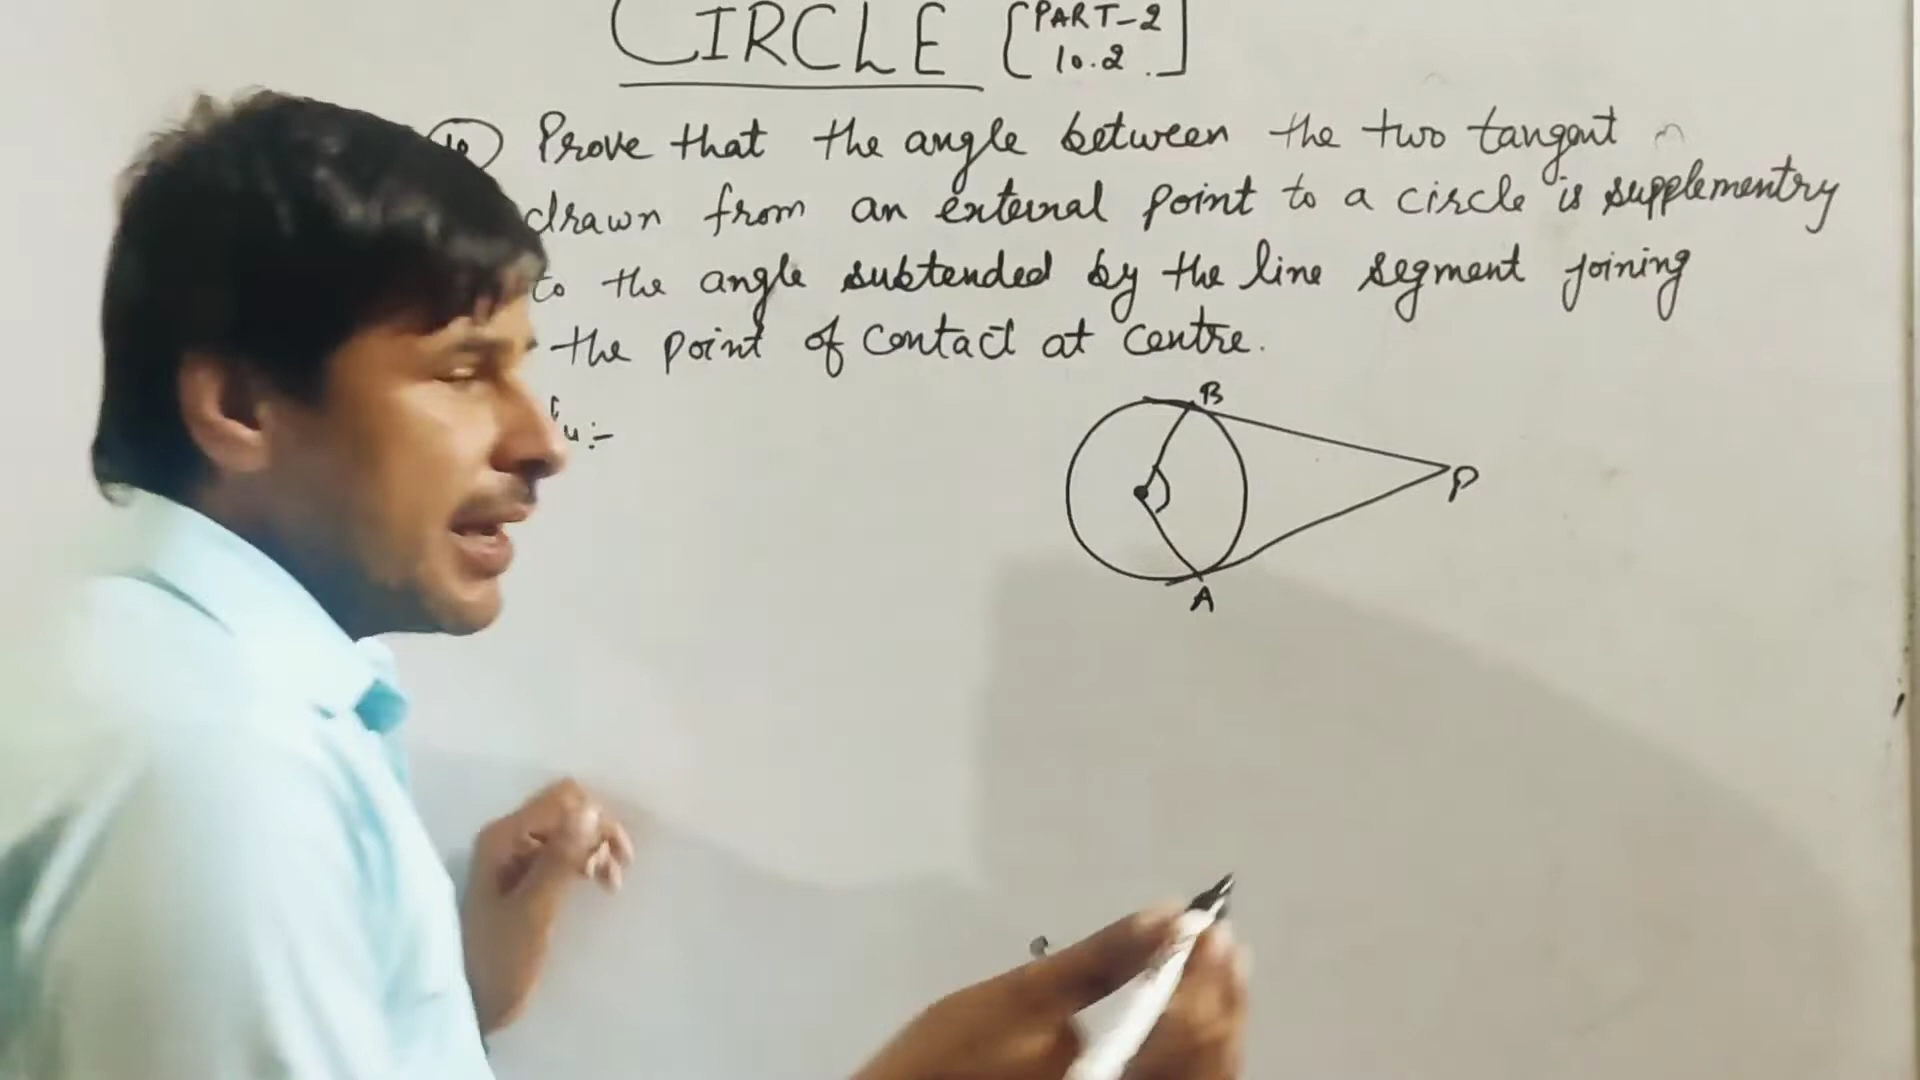 CIRCLE [PART-2
10.2.]
10 Prove that the angle between the two tangent
drawn from an external point to a circle is supplementry
to the angle subtended by the line segment joining
the point of contact at centre.
B
P
A